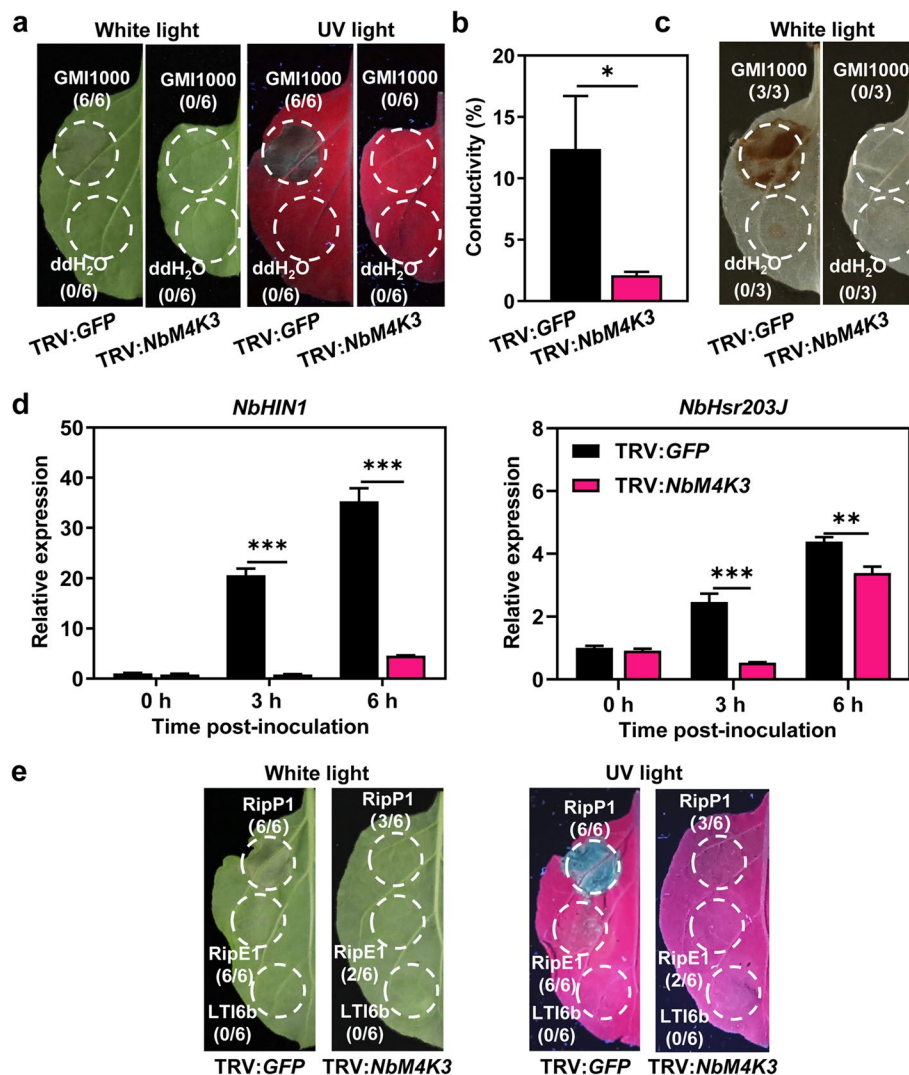 a
White light
UV light
GMI1000
(6/6)
GMI1000
(0/6)
GMI1000
(6/6)
GMI1000
(0/6)
ddH2O
(0/6)
ddH2O
(0/6)
ddH2O
(0/6)
ddH2O
(0/6)
TRV:GFP
TRV:NbM4K3
TRV:GFP
TRV:NbM4K3
b
Conductivity (%)
20
15
10
5
0
*
TRV:GFP
TRV:NbM4K3
c
White light
GMI1000
(3/3)
GMI1000
(0/3)
ddH2O
(0/3)
ddH2O
(0/3)
TRV:GFP
TRV:NbM4K3
d
NbHIN1
Relative expression
50
40
30
20
10
0
***
***
0 h
3 h
6 h
Time post-inoculation
NbHsr203J
Relative expression
8
6
4
2
0
TRV:GFP
TRV:NbM4K3
***
**
0 h
3 h
6 h
Time post-inoculation
e
White light
UV light
RipP1
(6/6)
RipE1
(6/6)
LTI6b
(0/6)
TRV:GFP
RipP1
(3/6)
RipE1
(2/6)
LTI6b
(0/6)
TRV:NbM4K3
RipP1
(6/6)
RipE1
(6/6)
LTI6b
(0/6)
TRV:GFP
RipP1
(3/6)
RipE1
(2/6)
LTI6b
(0/6)
TRV:NbM4K3